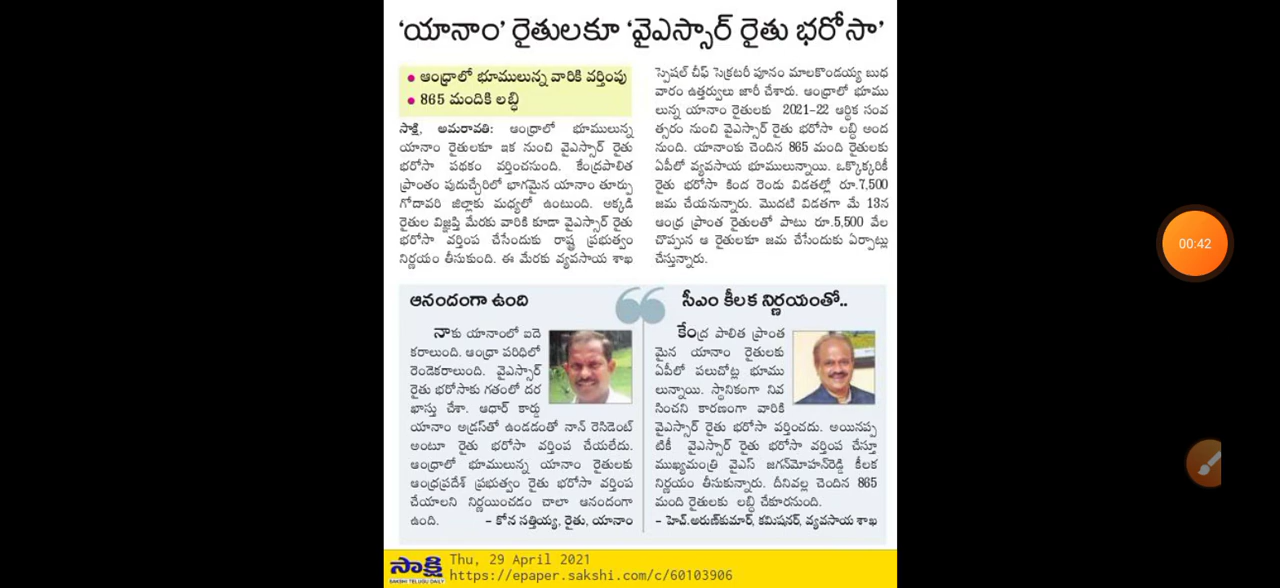 ‘యానాం’ రైతులకూ ‘వైఎస్సార్ రైతు భరోసా’
• ఆంధ్రాలో భూములున్న వారికి వర్తింపు
• 865 మందికి లబ్ధి
సాక్షి, అమరావతి: ఆంధ్రాలో భూములున్న
యానాం రైతులకూ ఇక నుంచి వైఎస్సార్ రైతు
భరోసా పథకం వర్తించనుంది. కేంద్రపాలిత
ప్రాంతం పుదుచ్చేరిలో భాగమైన యానాం తూర్పు
గోదావరి జిల్లాకు మధ్యలో ఉంటుంది. అక్కడి
రైతుల విజ్ఞప్తి మేరకు వారికి కూడా వైఎస్సార్ రైతు
భరోసా వర్తింప చేసేందుకు రాష్ట్ర ప్రభుత్వం
నిర్ణయం తీసుకుంది. ఈ మేరకు వ్యవసాయ శాఖ
స్పెషల్ చీఫ్ సెక్రటరీ పూనం మాలకొండయ్య బుధ
వారం ఉత్తర్వులు జారీ చేశారు. ఆంధ్రాలో భూము
లున్న యానాం రైతులకు 2021-22 ఆర్థిక సంవ
త్సరం నుంచి వైఎస్సార్ రైతు భరోసా లబ్ధి అంద
నుంది. యానాంకు చెందిన 865 మంది రైతులకు
ఏపీలో వ్యవసాయ భూములున్నాయి. ఒక్కొక్కరికీ
రైతు భరోసా కింద రెండు విడతల్లో రూ.7,500
జమ చేయనున్నారు. మొదటి విడతగా మే 13న
ఆంధ్ర ప్రాంత రైతులతో పాటు రూ.5,500 వేల
చొప్పున ఆ రైతులకూ జమ చేసేందుకు ఏర్పాట్లు
చేస్తున్నారు.
ఆనందంగా ఉంది
నాకు యానాంలో ఐదె
కరాలుంది. ఆంధ్రా పరిధిలో
రెండెకరాలుంది. వైఎస్సార్
రైతు భరోసాకు గతంలో దర
ఖాస్తు చేశా. ఆధార్ కార్డు
యానాం అడ్రస్‌తో ఉండడంతో నాన్ రెసిడెంట్
అంటూ రైతు భరోసా వర్తింప చేయలేదు.
ఆంధ్రాలో భూములున్న యానాం రైతులకు
ఆంధ్రప్రదేశ్ ప్రభుత్వం రైతు భరోసా వర్తింప
చేయాలని నిర్ణయించడం చాలా ఆనందంగా
ఉంది. – కోన సత్తియ్య, రైతు, యానాం
సీఎం కీలక నిర్ణయంతో..
కేంద్ర పాలిత ప్రాంత
మైన యానాం రైతులకు
ఏపీలో పలుచోట్ల భూము
లున్నాయి. స్థానికంగా నివ
సించని కారణంగా వారికి
వైఎస్సార్ రైతు భరోసా వర్తించదు. అయినప్ప
టికీ వైఎస్సార్ రైతు భరోసా వర్తింప చేస్తూ
ముఖ్యమంత్రి వైఎస్ జగన్‌మోహన్‌రెడ్డి కీలక
నిర్ణయం తీసుకున్నారు. దీనివల్ల చెందిన 865
మంది రైతులకు లబ్ధి చేకూరనుంది.
– హెచ్.అరుణ్‌కుమార్, కమిషనర్, వ్యవసాయ శాఖ
సాక్షి
SAKSHI TELUGU DAILY
Thu, 29 April 2021
https://epaper.sakshi.com/c/60103906
00:42